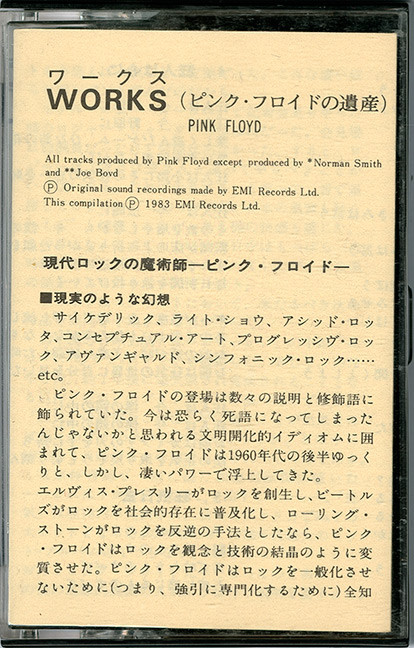 ワークス
WORKS (ピンク・フロイドの遺産)
PINK FLOYD
All tracks produced by Pink Floyd except produced by *Norman Smith
and **Joe Boyd
Ⓟ Original sound recordings made by EMI Records Ltd.
This compilation Ⓟ 1983 EMI Records Ltd.
現代ロックの魔術師―ピンク・フロイド―
■現実のような幻想
サイケデリック、ライト・ショウ、アシッド・ロッ
タ、コンセプチュアル・アート、プログレッシヴ・ロッ
ク、アヴァンギャルド、シンフォニック・ロック……
etc。
ピンク・フロイドの登場は数々の説明と修飾語に
飾られていた。今は恐らく死語になってしまった
んじゃないかと思われる文明開化的イディオムに囲
まれて、ピンク・フロイドは1960年代の後半ゆっく
りと、しかし、凄いパワーで浮上してきた。
エルヴィス・プレスリーがロックを創生し、ビートル
ズがロックを社会的存在に普及化し、ローリング・
ストーンがロックを反逆の手法としたなら、ピンク
・フロイドはロックを観念と技術の結晶のように変
質させた。ピンク・フロイドはロックを一般化させ
ないために(つまり、強引に専門化するために)全知